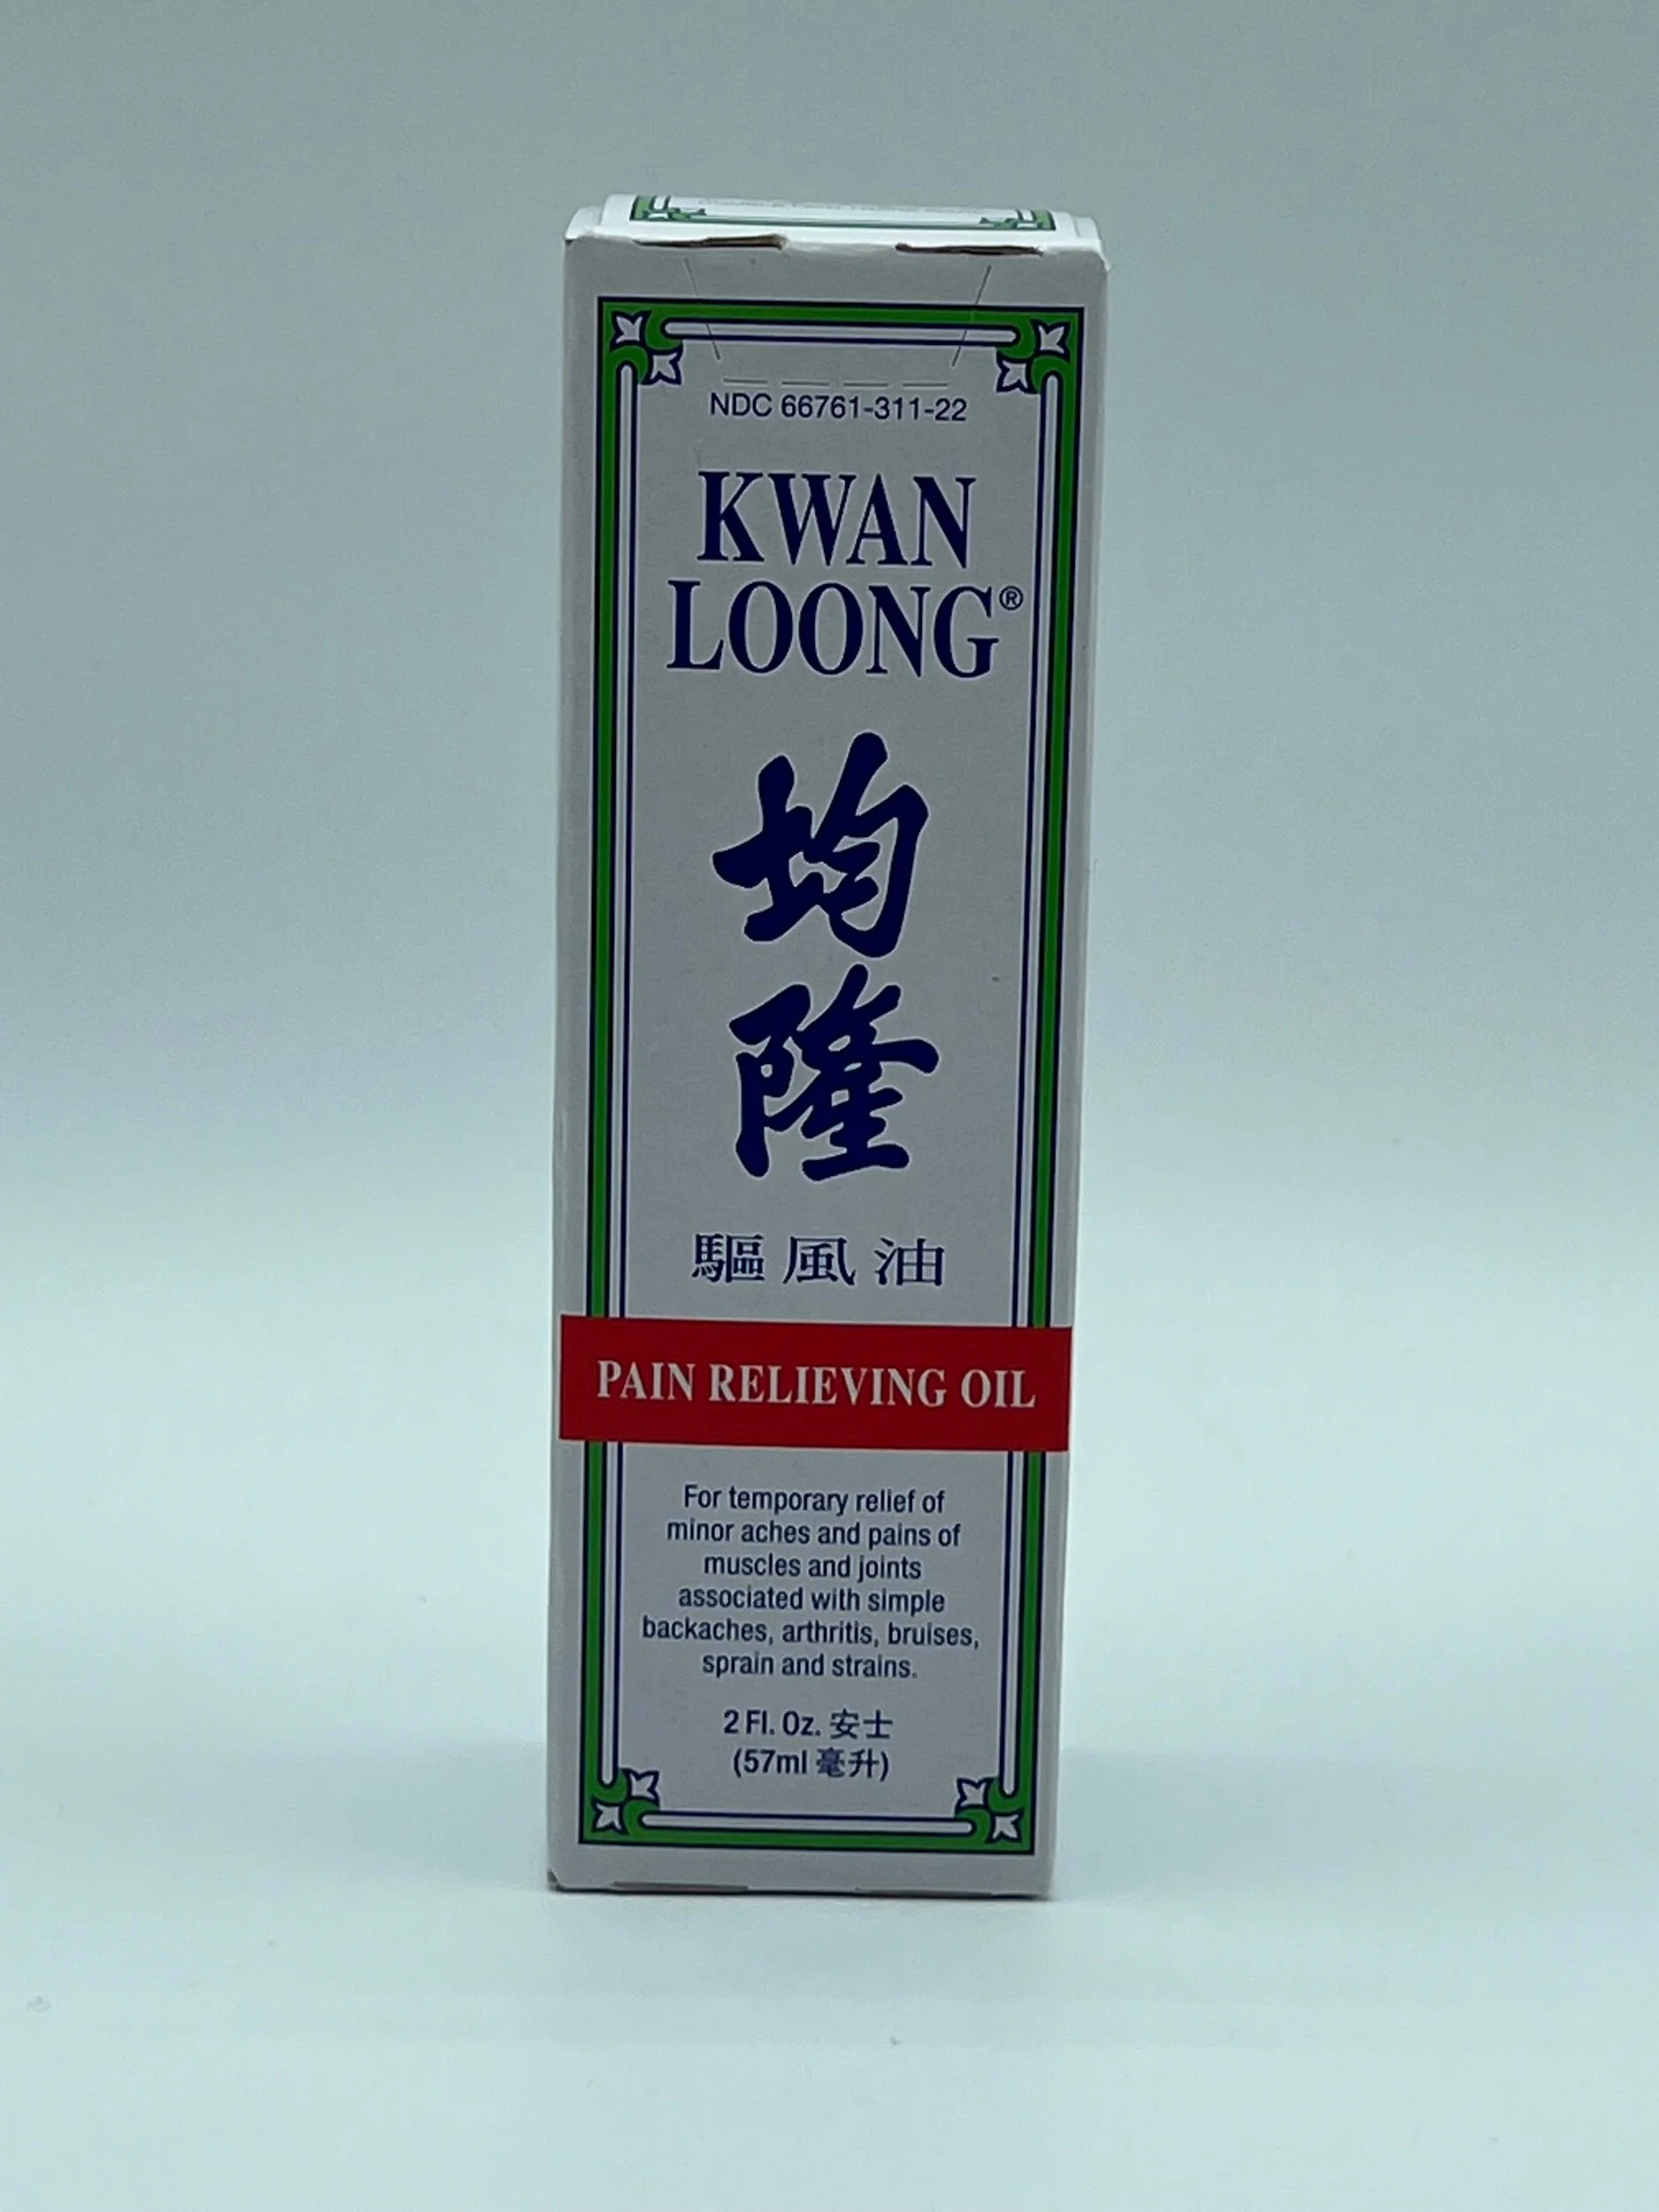 NDC 66761-311-22
KWAN
LOONG®
均
隆
驅風油
PAIN RELIEVING OIL
For temporary relief of
minor aches and pains of
muscles and joints
associated with simple
backaches, arthritis, bruises,
sprain and strains.
2 Fl. Oz. 安士
(57ml 毫升)